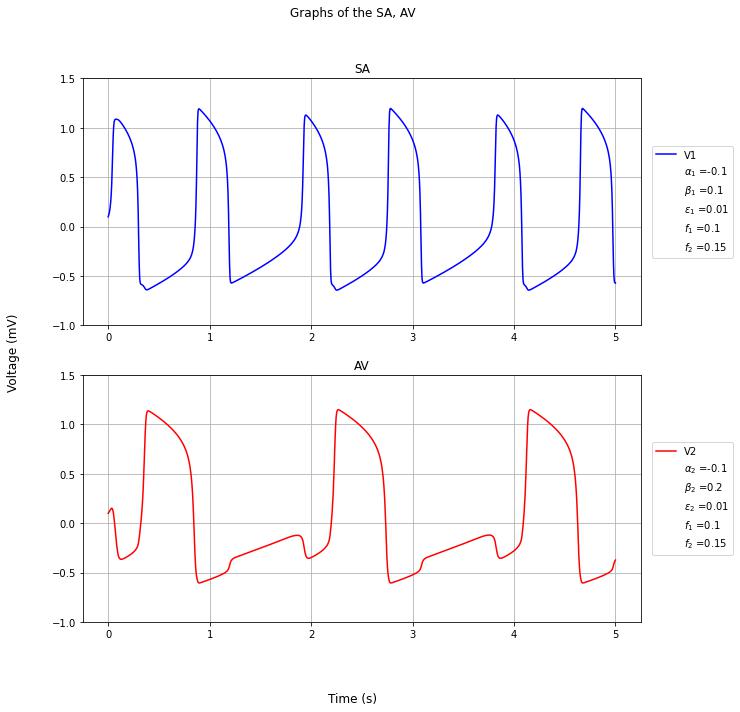 Graphs of the SA, AV
SA
1.5
1.0
0.5
0.0
−0.5
−1.0
0 1 2 3 4 5
V1
α₁ =-0.1
β₁ =0.1
ε₁ =0.01
f₁ =0.1
f₂ =0.15
Voltage (mV)
AV
1.5
1.0
0.5
0.0
−0.5
−1.0
0 1 2 3 4 5
V2
α₂ =-0.1
β₂ =0.2
ε₂ =0.01
f₁ =0.1
f₂ =0.15
Time (s)